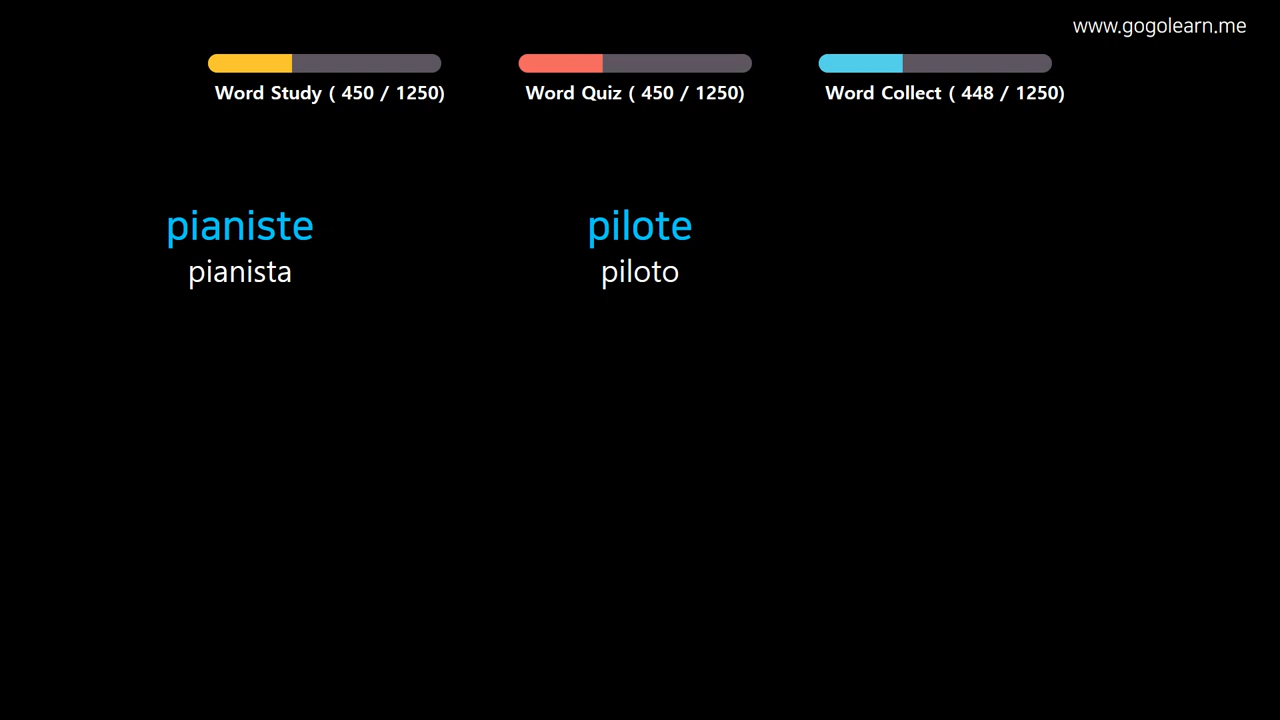 www.gogolearn.me
Word Study ( 450 / 1250)
Word Quiz ( 450 / 1250)
Word Collect ( 448 / 1250)
pianiste
pianista
pilote
piloto